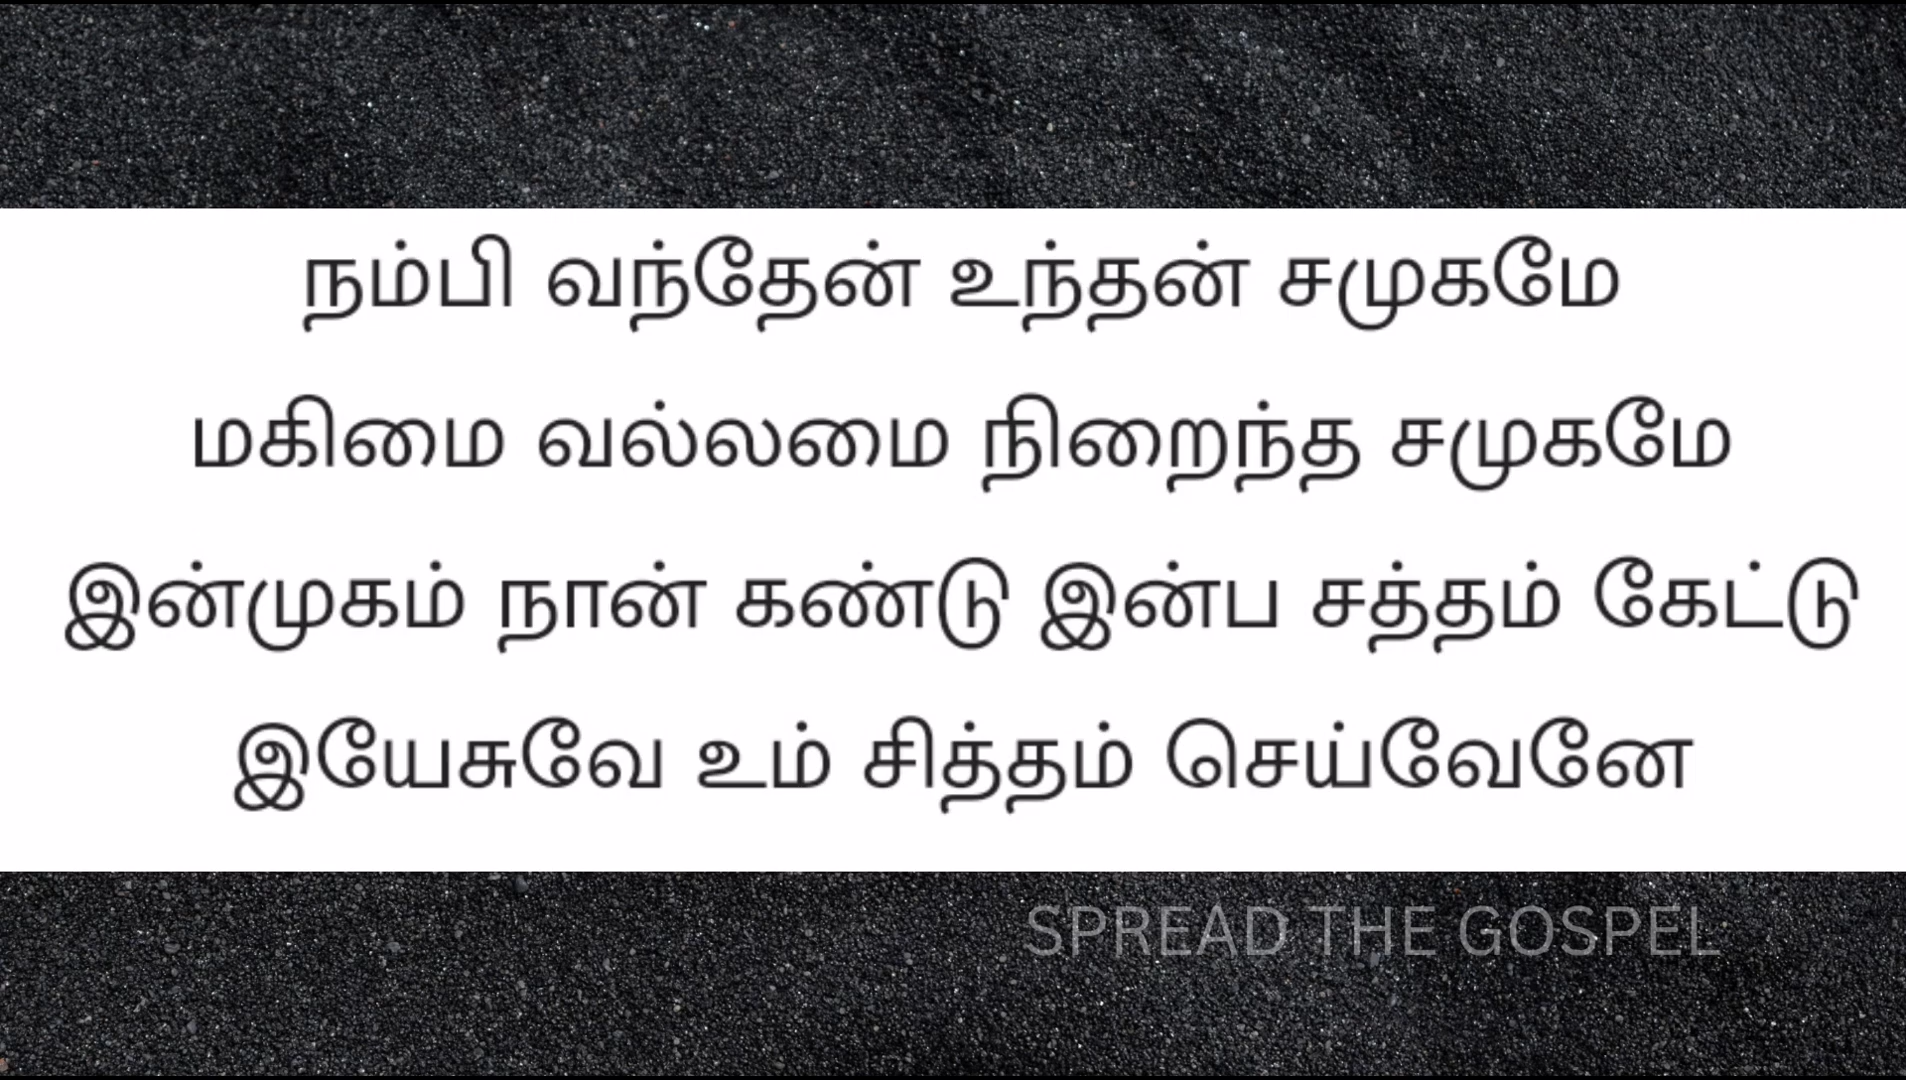 நம்பி வந்தேன் உந்தன் சமுகமே
மகிமை வல்லமை நிறைந்த சமுகமே
இன்முகம் நான் கண்டு இன்ப சத்தம் கேட்டு
இயேசுவே உம் சித்தம் செய்வேனே
SPREAD THE GOSPEL